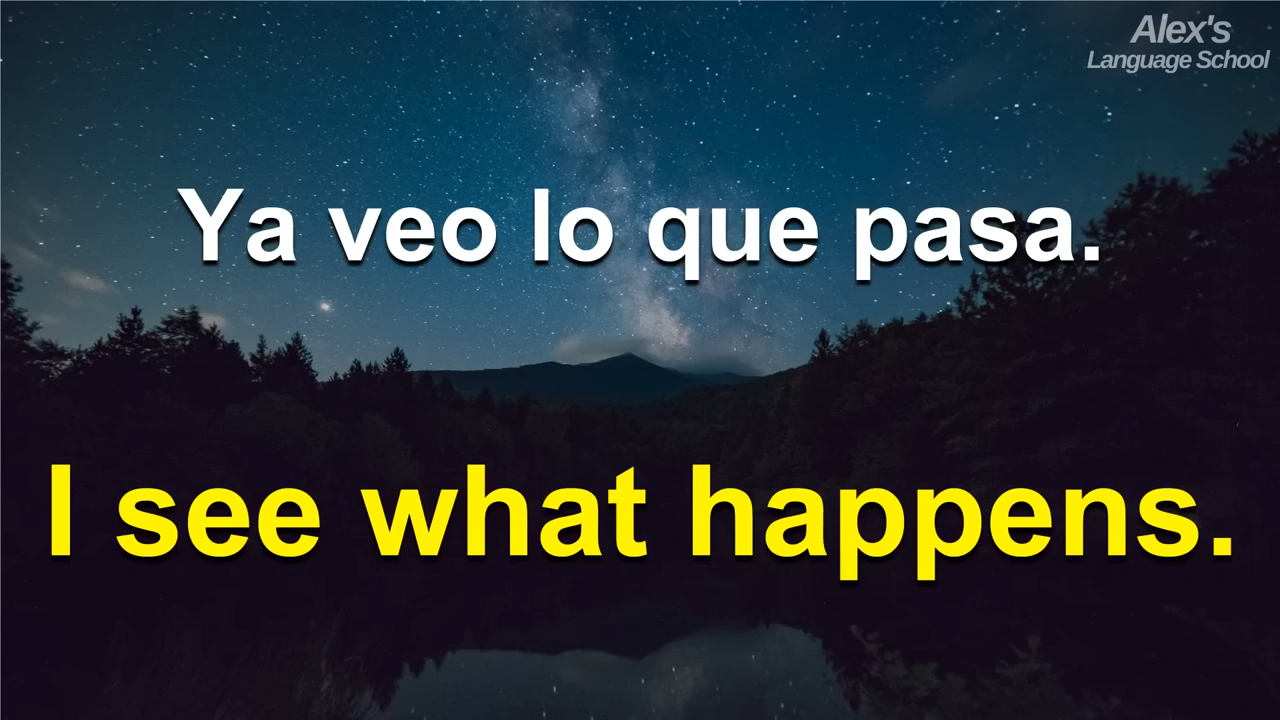 Alex's
Language School
Ya veo lo que pasa.
I see what happens.